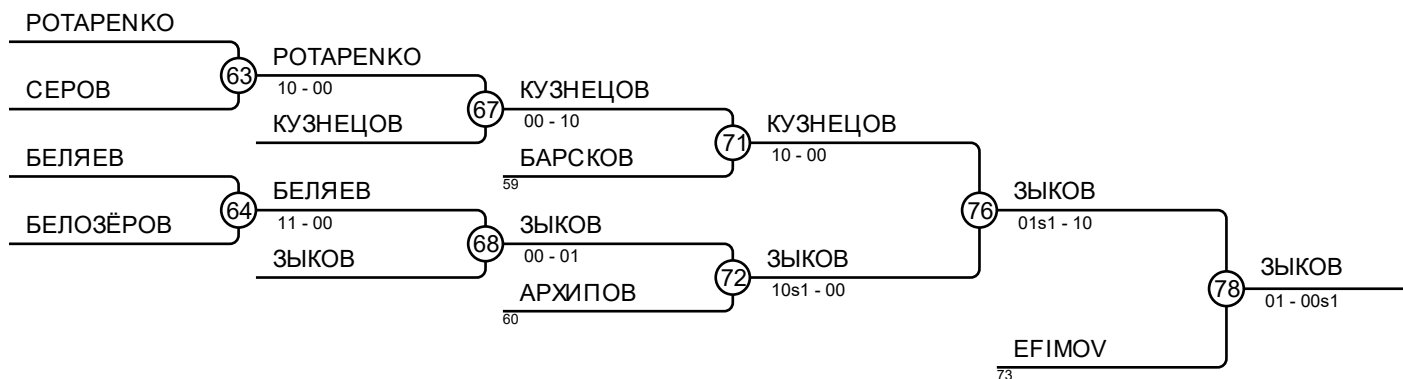 POTAPENKO
СЕРОВ
63
POTAPENKO
10 - 00
КУЗНЕЦОВ
67
КУЗНЕЦОВ
00 - 10
БАРСКОВ
59
71
КУЗНЕЦОВ
10 - 00
БЕЛЯЕВ
БЕЛОЗЁРОВ
64
БЕЛЯЕВ
11 - 00
ЗЫКОВ
68
ЗЫКОВ
00 - 01
АРХИПОВ
60
72
ЗЫКОВ
10s1 - 00
76
ЗЫКОВ
01s1 - 10
EFIMOV
73
78
ЗЫКОВ
01 - 00s1